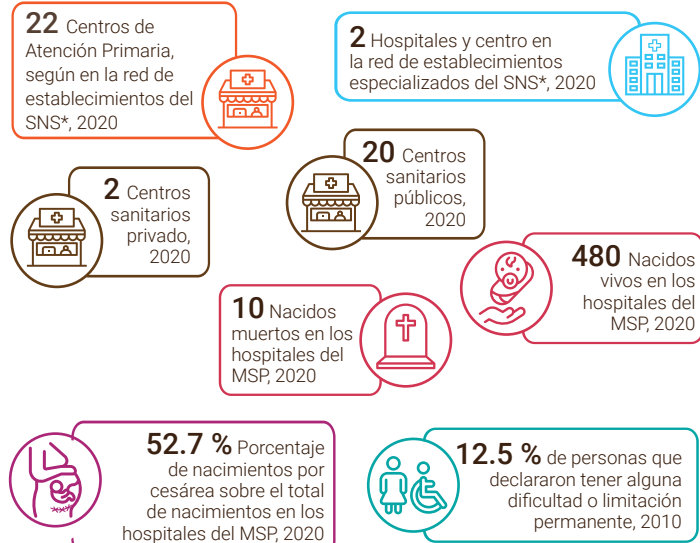 22 Centros de
Atención Primaria,
según en la red de
establecimientos del
SNS*, 2020
2 Hospitales y centro en
la red de establecimientos
especializados del SNS*, 2020
2 Centros
sanitarios
privado,
2020
20 Centros
sanitarios
públicos,
2020
480 Nacidos
vivos en los
hospitales del
MSP, 2020
10 Nacidos
muertos en los
hospitales del
MSP, 2020
52.7 % Porcentaje
de nacimientos por
cesárea sobre el total
de nacimientos en los
hospitales del MSP, 2020
12.5 % de personas que
declararon tener alguna
dificultad o limitación
permanente, 2010